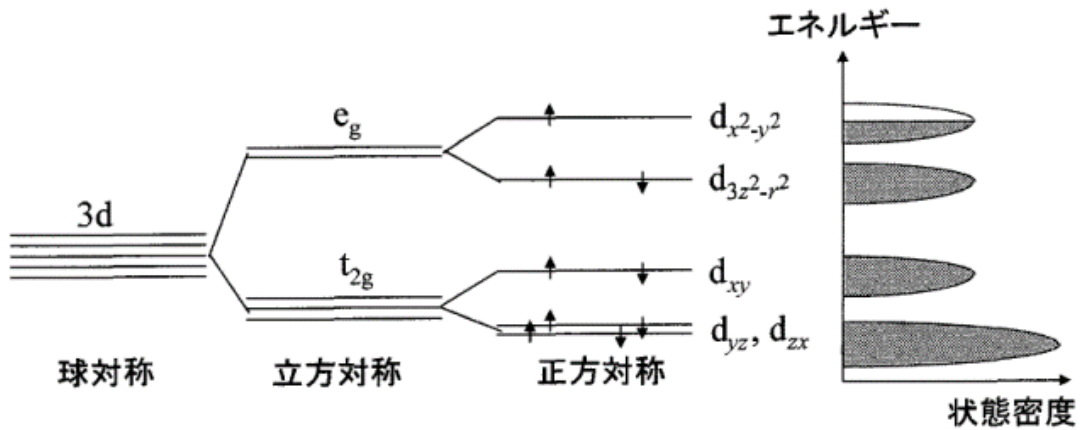 エネルギー
e_g
d_{x²-y²}
3d
d_{3z²-r²}
t_{2g}
d_{xy}
d_{yz}, d_{zx}
球対称
立方対称
正方対称
状態密度